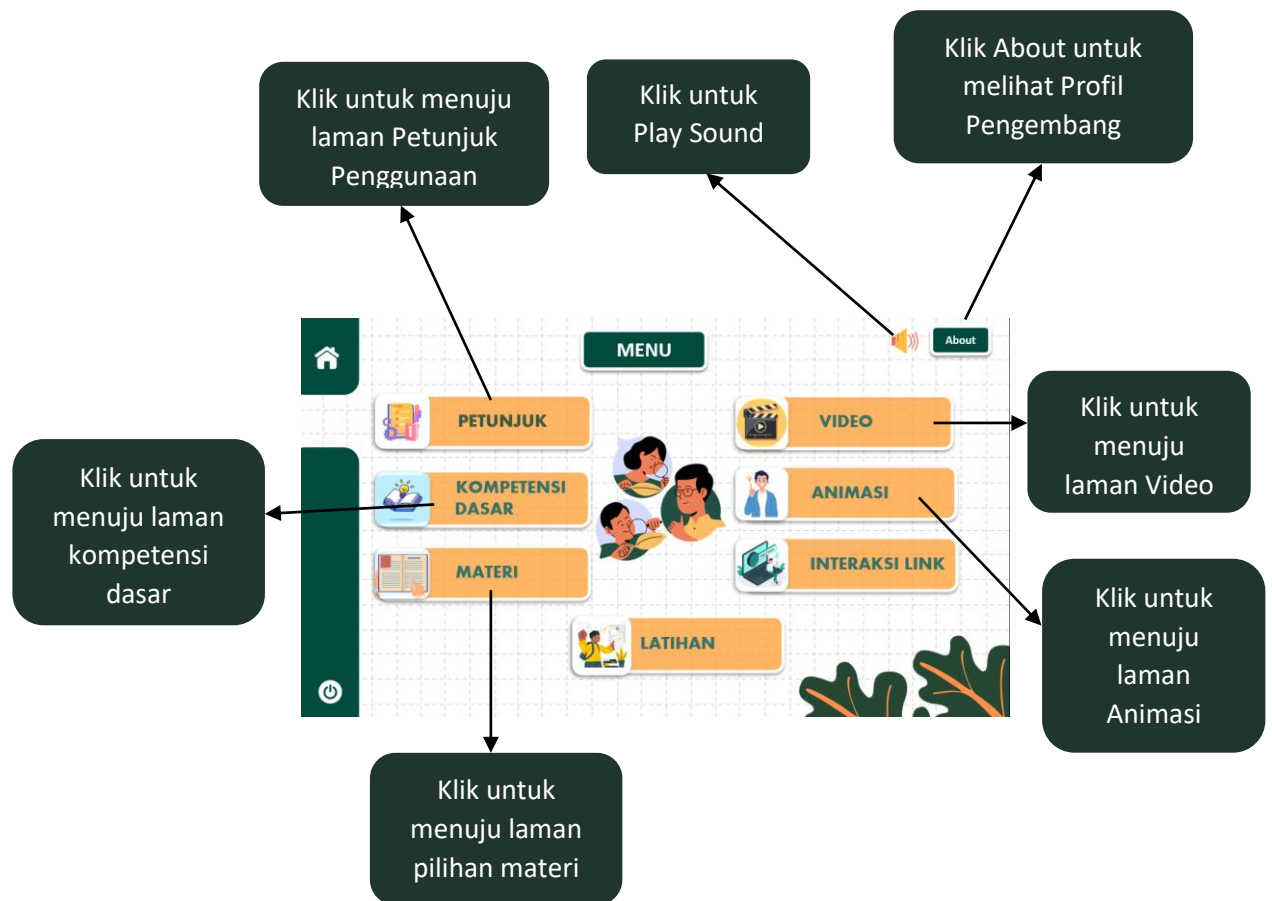 Klik About untuk
melihat Profil
Pengembang
Klik untuk menuju
laman Petunjuk
Penggunaan
Klik untuk
Play Sound
MENU
About
PETUNJUK
VIDEO
Klik untuk
menuju
laman Video
Klik untuk
menuju laman
kompetensi
dasar
KOMPETENSI
DASAR
ANIMASI
MATERI
INTERAKSI LINK
Klik untuk
menuju
laman
Animasi
LATIHAN
Klik untuk
menuju laman
pilihan materi